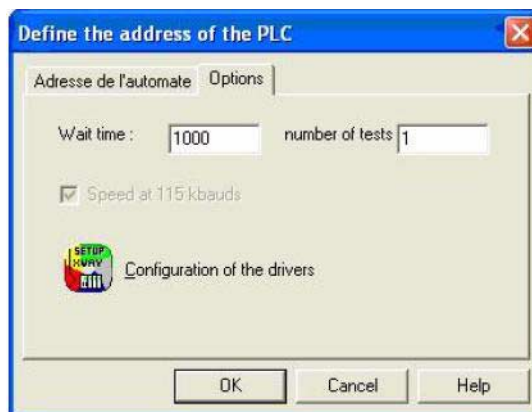 Define the address of the PLC
Adresse de l'automate Options
Wait time : 1000 number of tests 1
Speed at 115 kbauds
SETUP
XWAY
Configuration of the drivers
OK Cancel Help